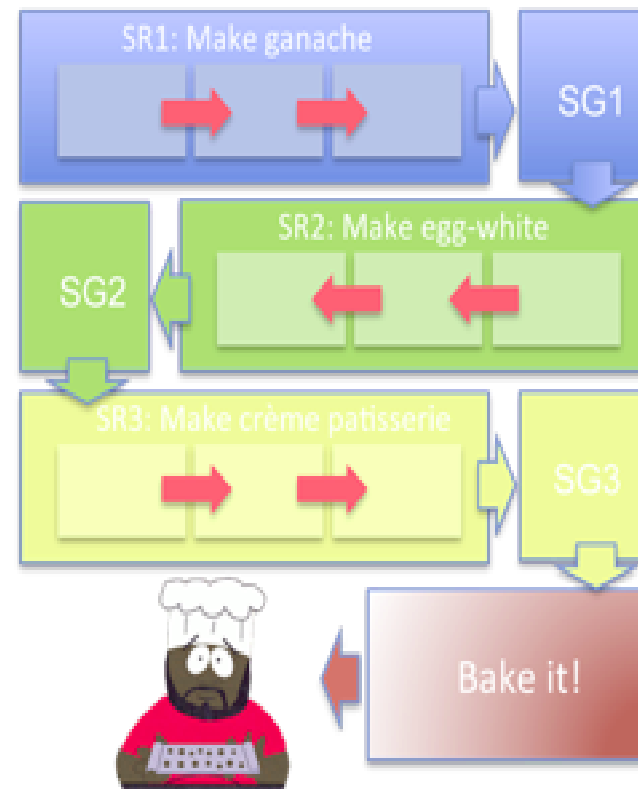 SR1: Make ganache
SG1
SR2: Make egg-white
SG2
SR3: Make crème patisserie
SG3
Bake it!